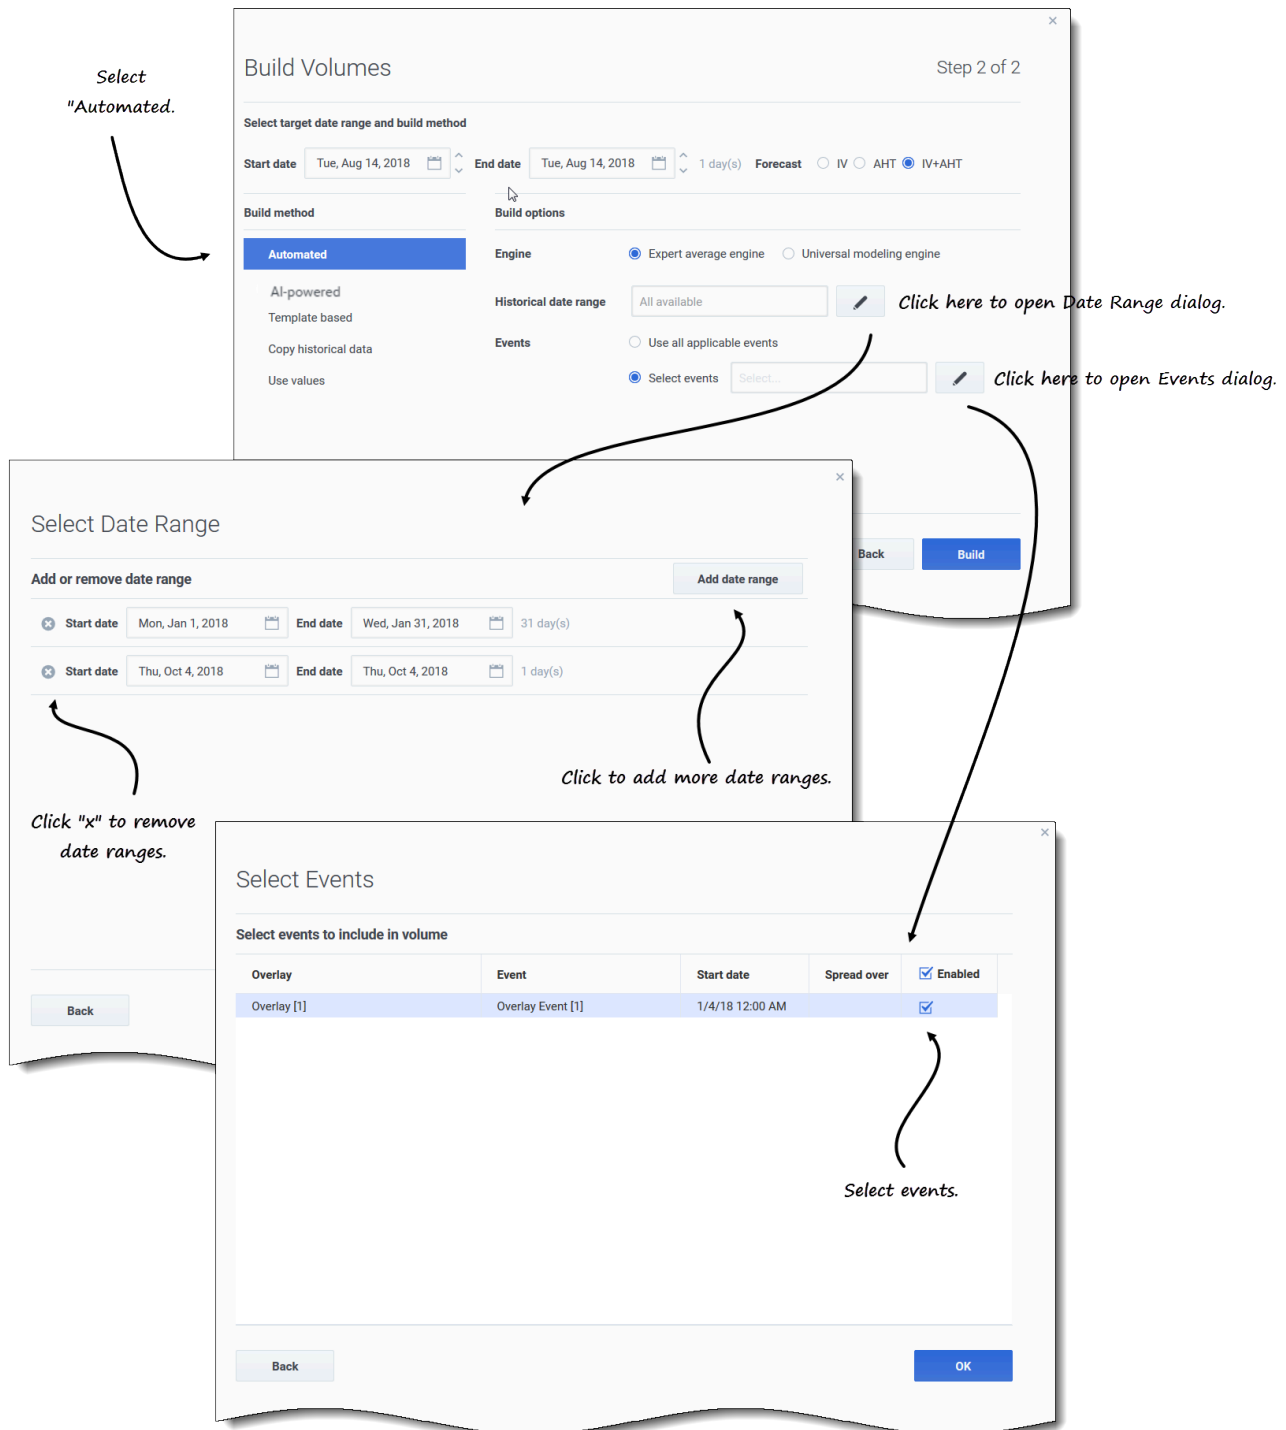 Select
"Automated.
Build Volumes
Step 2 of 2
Select target date range and build method
Start date Tue, Aug 14, 2018 End date Tue, Aug 14, 2018 1 day(s) Forecast IV AHT IV+AHT
Build method
Build options
Automated
AI-powered
Template based
Copy historical data
Use values
Engine Expert average engine Universal modeling engine
Historical date range All available
Click here to open Date Range dialog.
Events Use all applicable events
Select events Select...
Click here to open Events dialog.
Back Build
Select Date Range
Add or remove date range
Add date range
Start date Mon, Jan 1, 2018 End date Wed, Jan 31, 2018 31 day(s)
Start date Thu, Oct 4, 2018 End date Thu, Oct 4, 2018 1 day(s)
Click to add more date ranges.
Click "x" to remove
date ranges.
Back
Select Events
Select events to include in volume
Overlay Event Start date Spread over Enabled
Overlay [1] Overlay Event [1] 1/4/18 12:00 AM
Select events.
Back OK